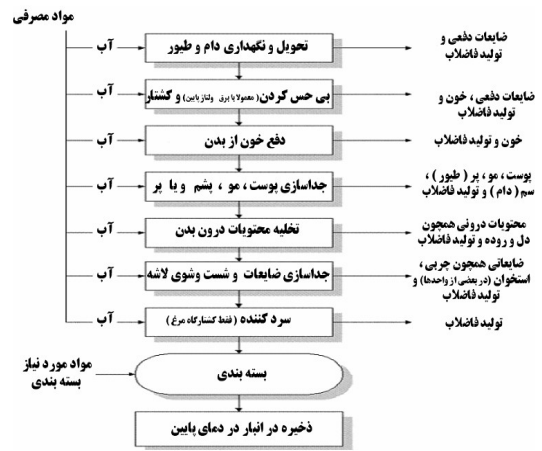 مواد مصرفی
آب
تحویل و نگهداری دام و طیور
ضایعات دفعی و
تولید فاضلاب
آب
بی حس کردن (معمولا با برق ولتاژ پایین) و کشتار
ضایعات دفعی ، خون و
تولید فاضلاب
آب
دفع خون از بدن
خون و تولید فاضلاب
آب
جداسازی پوست ، مو ، پشم و یا پر
پوست ، مو ، پر ( طیور ) ،
سم ( دام ) و تولید فاضلاب
آب
تخلیه محتویات درون بدن
محتویات درونی همچون
دل و روده و تولید فاضلاب
آب
جداسازی ضایعات و شست وشوی لاشه
ضایعاتی همچون چربی ،
استخوان (در بعضی از واحدها) و
تولید فاضلاب
آب
سرد کننده (فقط کشتارگاه مرغ)
تولید فاضلاب
مواد مورد نیاز
بسته بندی
بسته بندی
ذخیره در انبار در دمای پایین